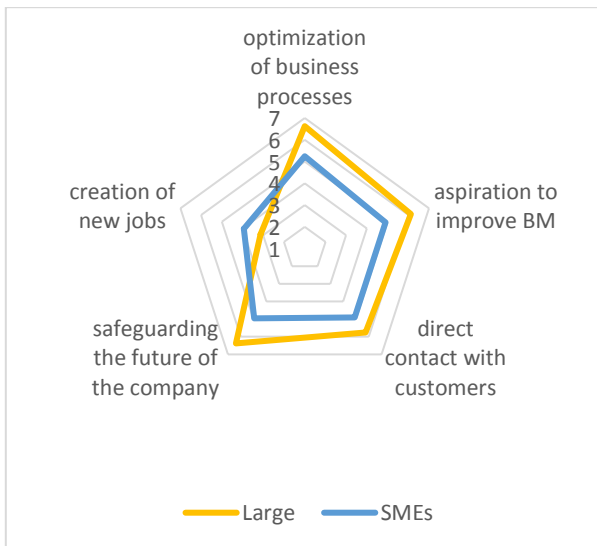 optimization
of business
processes
7
6
5
4
3
2
1
aspiration to
improve BM
direct
contact with
customers
safeguarding
the future of
the company
creation of
new jobs
Large
SMEs